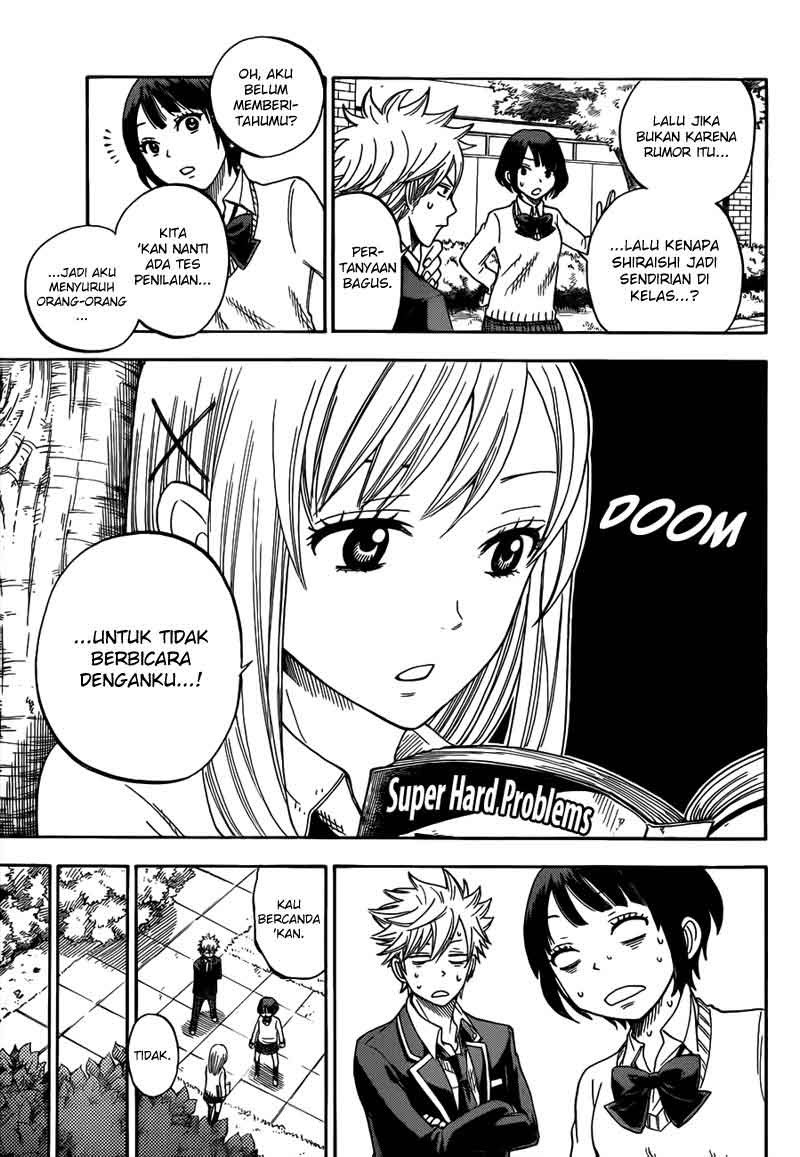 LALU JIKA
BUKAN KARENA
RUMOR ITU...
...LALU KENAPA
SHIRAISHI JADI
SENDIRIAN DI
KELAS...?
PER-
TANYAAN
BAGUS.
OH, AKU
BELUM
MEMBERI-
TAHUMU?
KITA
'KAN NANTI
ADA TES
PENILAIAN...
...JADI AKU
MENYURUH
ORANG-ORANG
...
DOOM
...UNTUK TIDAK
BERBICARA
DENGANKU...!
Super Hard Problems
KAU
BERCANDA
'KAN.
TIDAK.